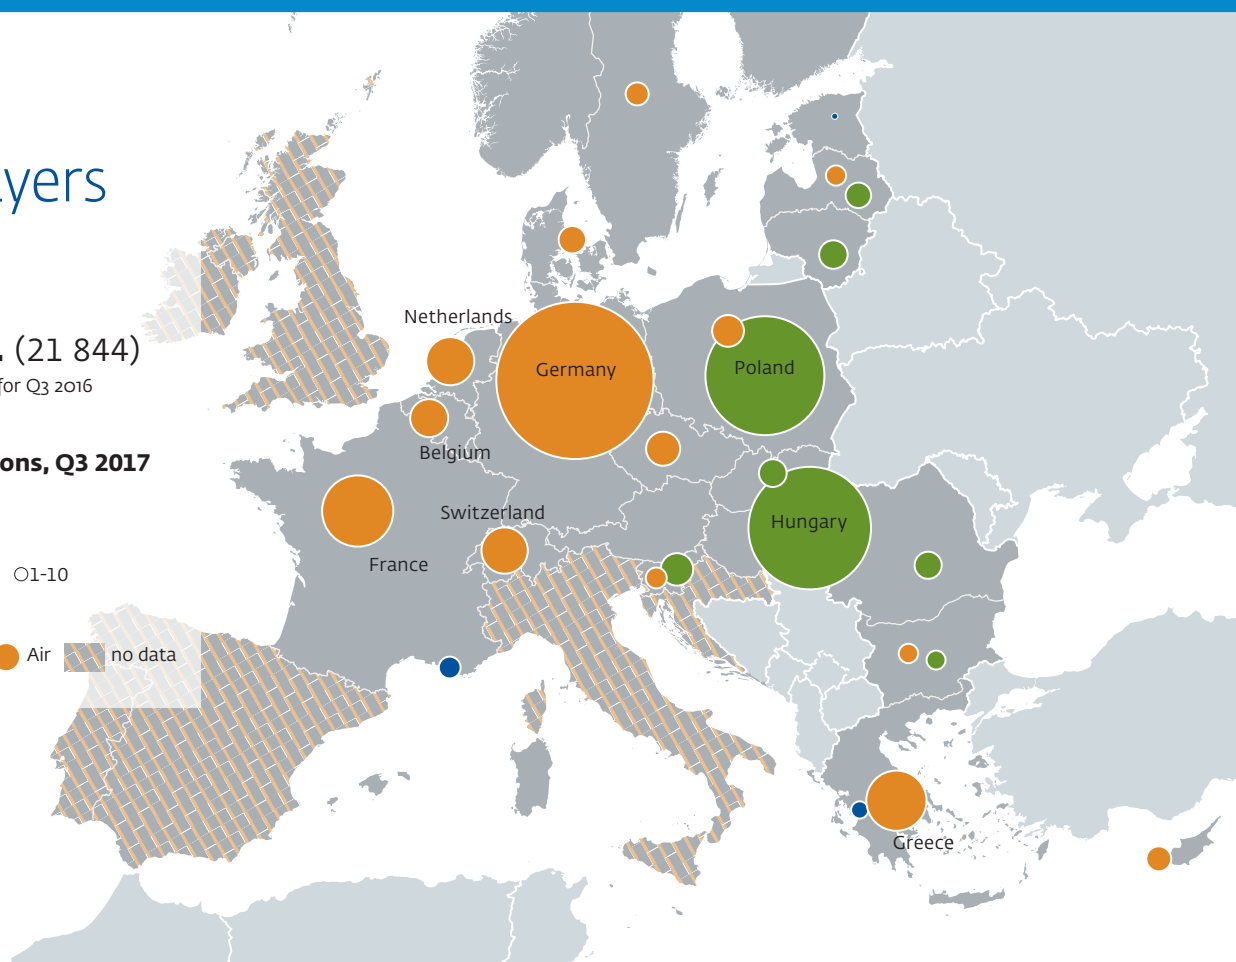 yers
. (21 844)
for Q3 2016
ons, Q3 2017
1-10
Air
no data
Netherlands
Germany
Poland
Belgium
Switzerland
Hungary
France
Greece